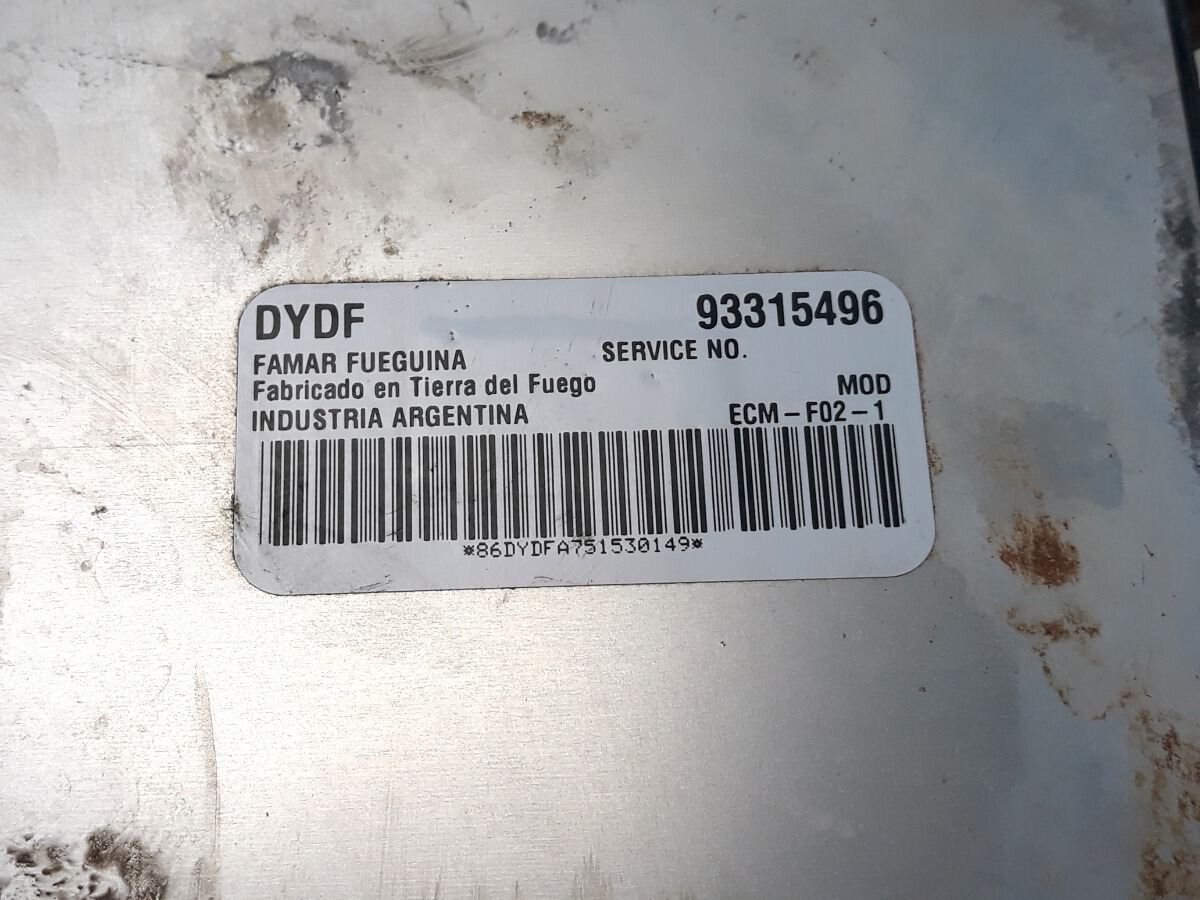 DYDF 93315496
FAMAR FUEGUINA SERVICE NO.
Fabricado en Tierra del Fuego MOD
INDUSTRIA ARGENTINA ECM-F02-1
*86DYDFA751530149*